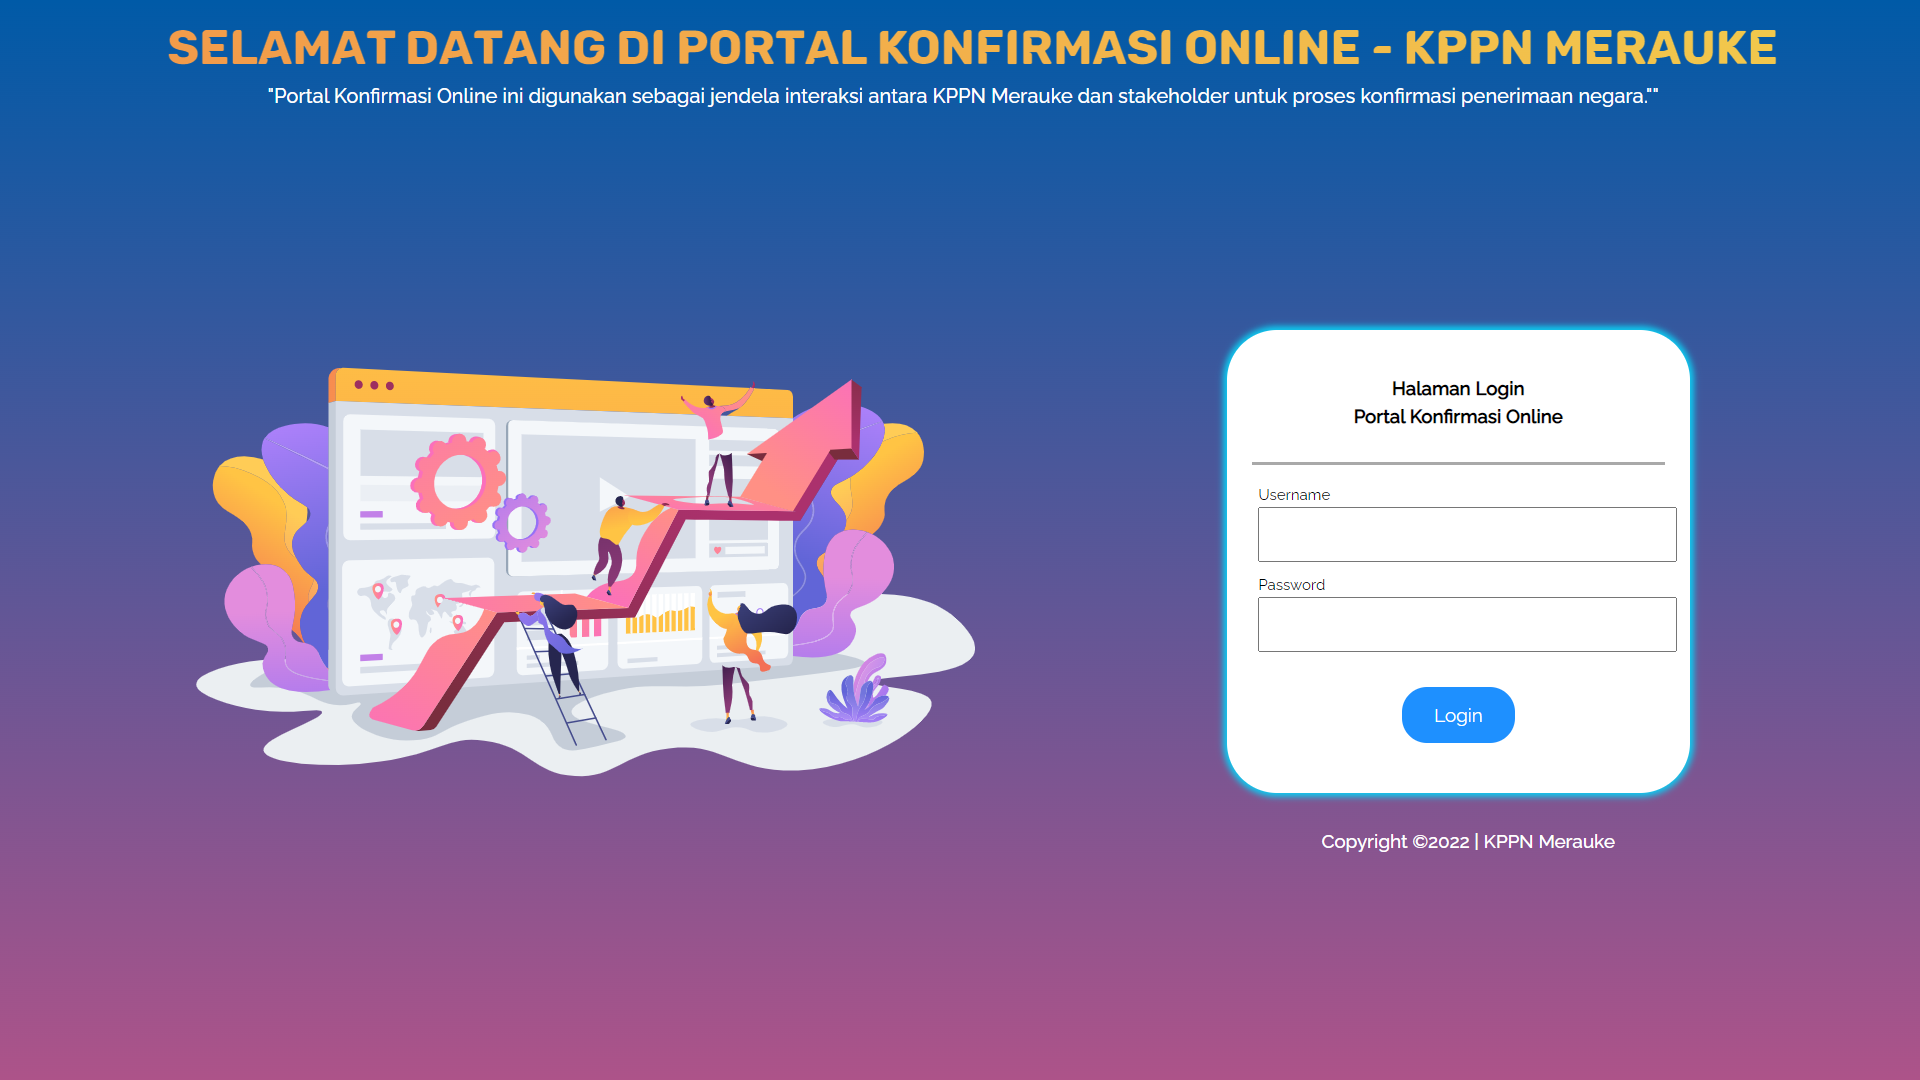 SELAMAT DATANG DI PORTAL KONFIRMASI ONLINE - KPPN MERAUKE
"Portal Konfirmasi Online ini digunakan sebagai jendela interaksi antara KPPN Merauke dan stakeholder untuk proses konfirmasi penerimaan negara.""
Halaman Login
Portal Konfirmasi Online
Username
Password
Login
Copyright ©2022 | KPPN Merauke